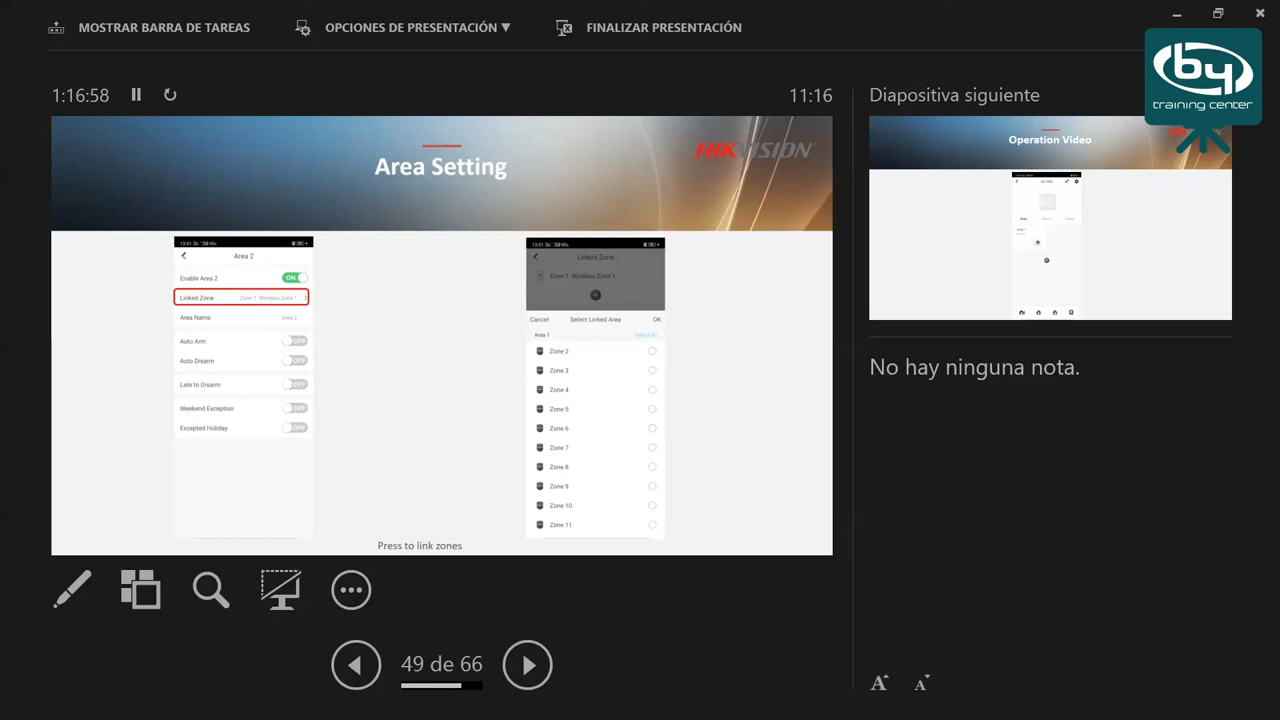 MOSTRAR BARRA DE TAREAS
OPCIONES DE PRESENTACIÓN ▼
FINALIZAR PRESENTACIÓN
by
training center
1:16:58
11:16
Diapositiva siguiente
Area Setting
HIKVISION
Area 2
Enable Area 2 ON
Linked Zone Zone 1 Wireless Zone 1
Area Name Area 2
Auto Arm OFF
Auto Disarm OFF
Late to Disarm OFF
Weekend Exception OFF
Excepted Holiday OFF
13:51
Linked Zone
Zone 1 Wireless Zone 1
Cancel Select Linked Area OK
Area 1 Select All
Zone 2
Zone 3
Zone 4
Zone 5
Zone 6
Zone 7
Zone 8
Zone 9
Zone 10
Zone 11
Press to link zones
Operation Video
No hay ninguna nota.
49 de 66
A
A